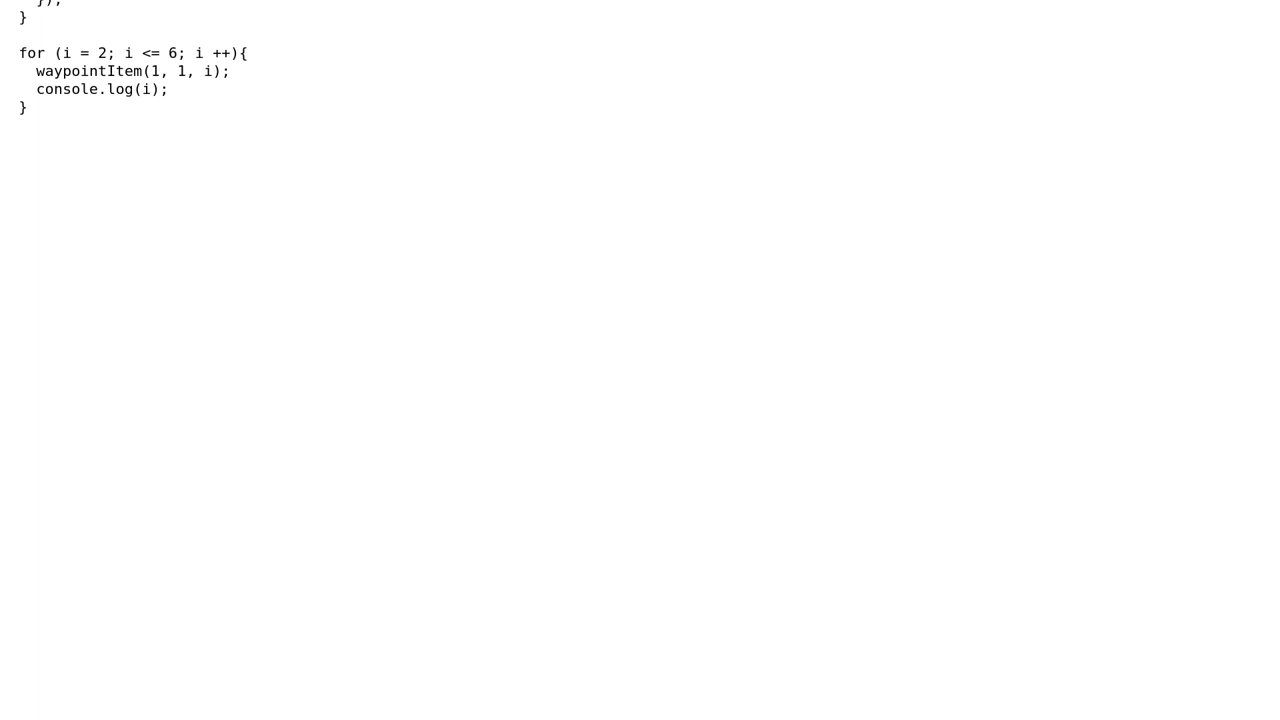 });
}
for (i = 2; i <= 6; i ++){
waypointItem(1, 1, i);
console.log(i);
}